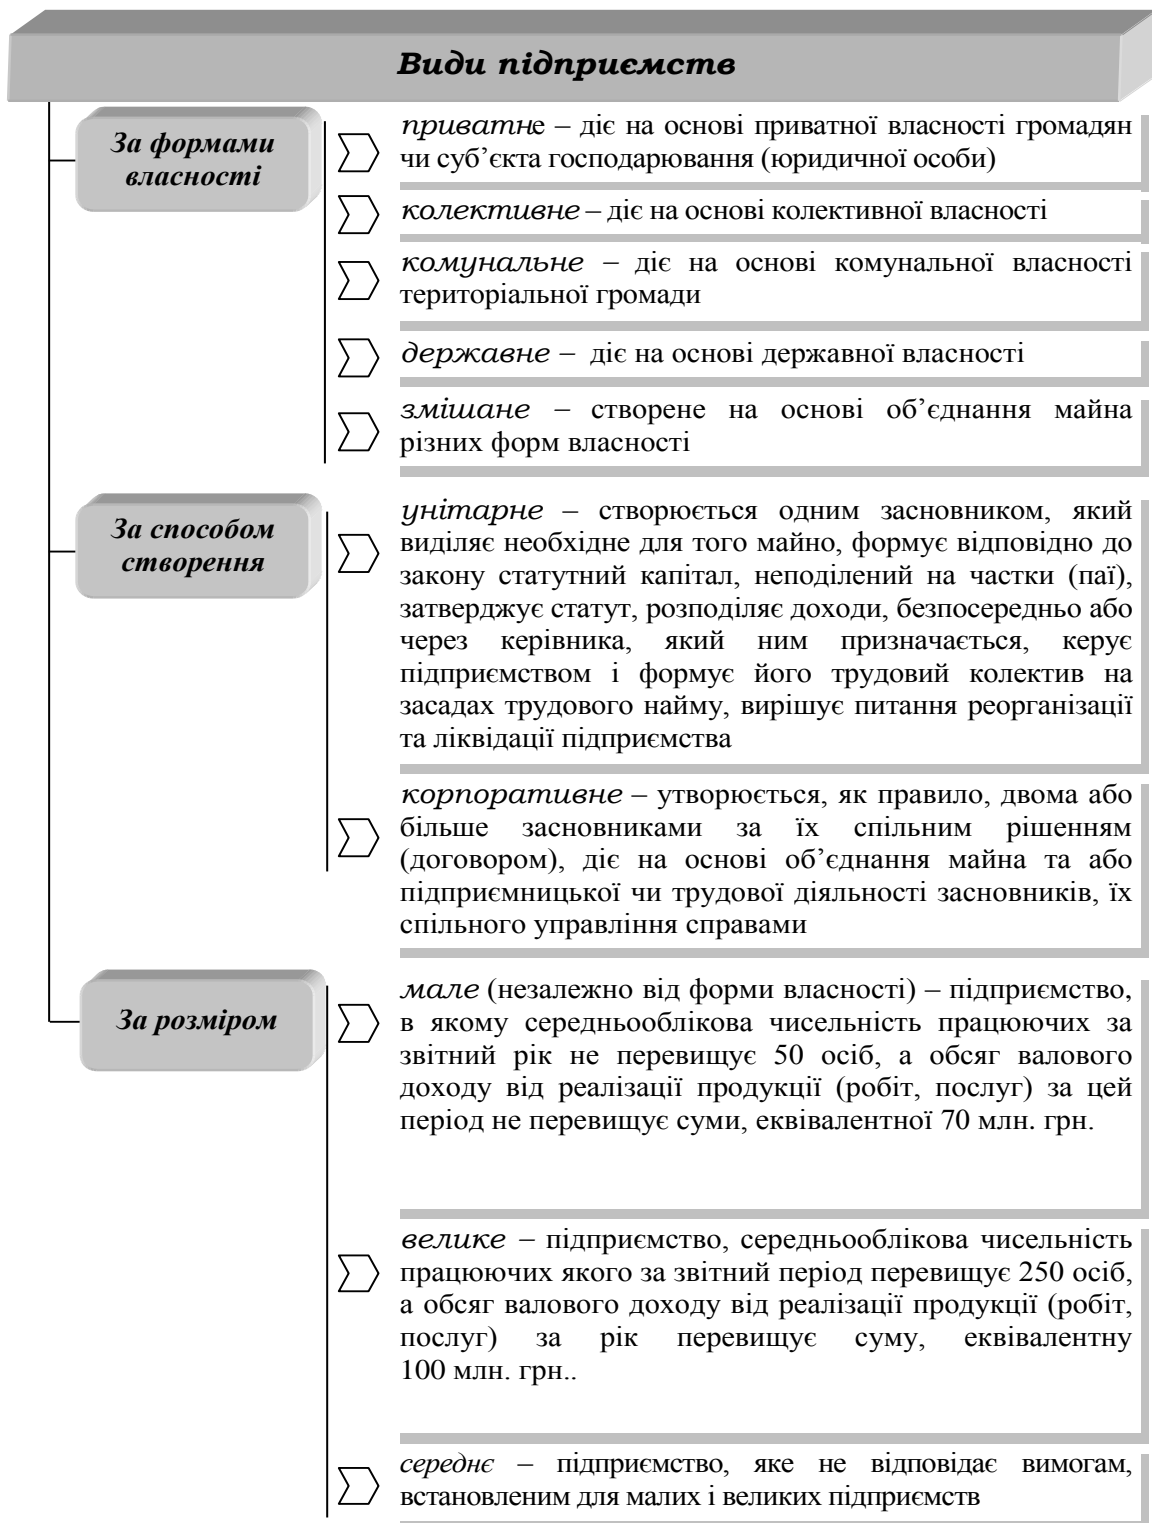 Види підприємств
За формами
власності
приватне – діє на основі приватної власності громадян
чи суб’єкта господарювання (юридичної особи)
колективне – діє на основі колективної власності
комунальне – діє на основі комунальної власності
територіальної громади
державне – діє на основі державної власності
змішане – створене на основі об’єднання майна
різних форм власності
За способом
створення
унітарне – створюється одним засновником, який
виділяє необхідне для того майно, формує відповідно до
закону статутний капітал, неподілений на частки (паї),
затверджує статут, розподіляє доходи, безпосередньо або
через керівника, який ним призначається, керує
підприємством і формує його трудовий колектив на
засадах трудового найму, вирішує питання реорганізації
та ліквідації підприємства
корпоративне – утворюється, як правило, двома або
більше засновниками за їх спільним рішенням
(договором), діє на основі об’єднання майна та або
підприємницької чи трудової діяльності засновників, їх
спільного управління справами
За розміром
мале (незалежно від форми власності) – підприємство,
в якому середньооблікова чисельність працюючих за
звітний рік не перевищує 50 осіб, а обсяг валового
доходу від реалізації продукції (робіт, послуг) за цей
період не перевищує суми, еквівалентної 70 млн. грн.
велике – підприємство, середньооблікова чисельність
працюючих якого за звітний період перевищує 250 осіб,
а обсяг валового доходу від реалізації продукції (робіт,
послуг) за рік перевищує суму, еквівалентну
100 млн. грн..
середнє – підприємство, яке не відповідає вимогам,
встановленим для малих і великих підприємств